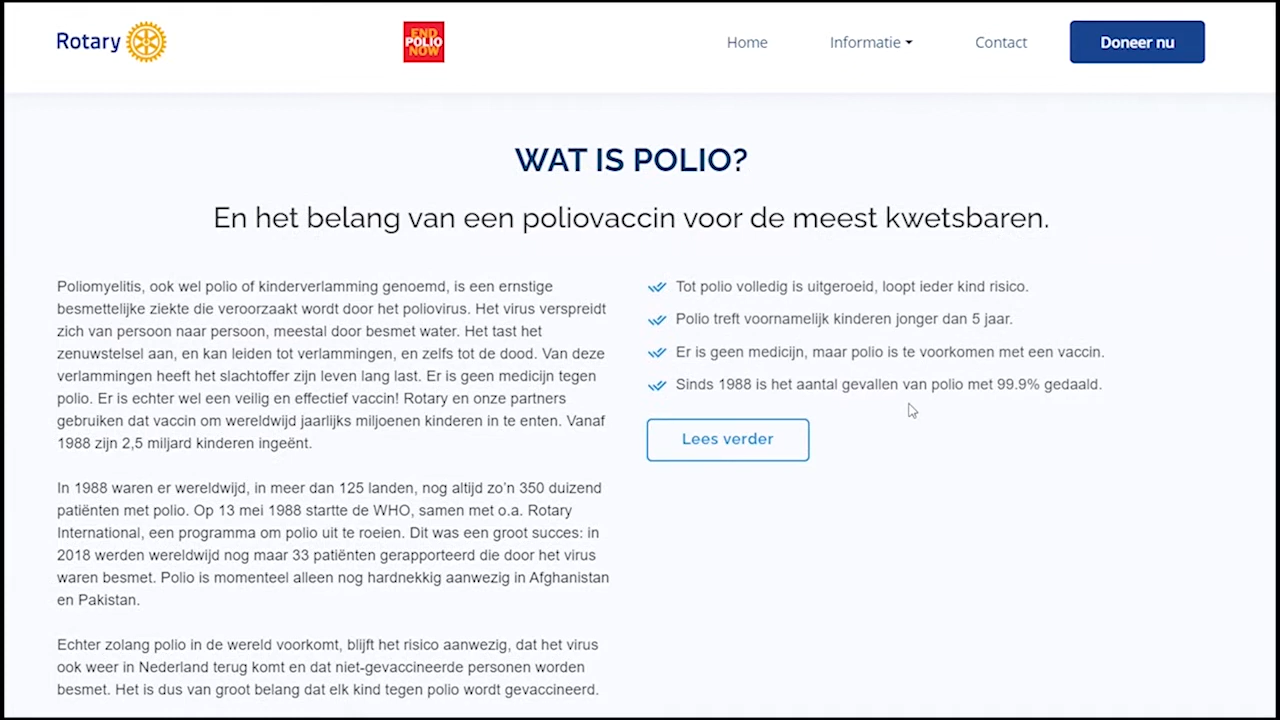 Rotary
END
POLIO
NOW
Home
Informatie
Contact
Doneer nu
WAT IS POLIO?
En het belang van een poliovaccin voor de meest kwetsbaren.
Poliomyelitis, ook wel polio of kinderverlamming genoemd, is een ernstige
besmettelijke ziekte die veroorzaakt wordt door het poliovirus. Het virus verspreidt
zich van persoon naar persoon, meestal door besmet water. Het tast het
zenuwstelsel aan, en kan leiden tot verlammingen, en zelfs tot de dood. Van deze
verlammingen heeft het slachtoffer zijn leven lang last. Er is geen medicijn tegen
polio. Er is echter wel een veilig en effectief vaccin! Rotary en onze partners
gebruiken dat vaccin om wereldwijd jaarlijks miljoenen kinderen in te enten. Vanaf
1988 zijn 2,5 miljard kinderen ingeënt.
In 1988 waren er wereldwijd, in meer dan 125 landen, nog altijd zo’n 350 duizend
patiënten met polio. Op 13 mei 1988 startte de WHO, samen met o.a. Rotary
International, een programma om polio uit te roeien. Dit was een groot succes: in
2018 werden wereldwijd nog maar 33 patiënten gerapporteerd die door het virus
waren besmet. Polio is momenteel alleen nog hardnekkig aanwezig in Afghanistan
en Pakistan.
Echter zolang polio in de wereld voorkomt, blijft het risico aanwezig, dat het virus
ook weer in Nederland terug komt en dat niet-gevaccineerde personen worden
besmet. Het is dus van groot belang dat elk kind tegen polio wordt gevaccineerd.
Tot polio volledig is uitgeroeid, loopt ieder kind risico.
Polio treft voornamelijk kinderen jonger dan 5 jaar.
Er is geen medicijn, maar polio is te voorkomen met een vaccin.
Sinds 1988 is het aantal gevallen van polio met 99.9% gedaald.
Lees verder